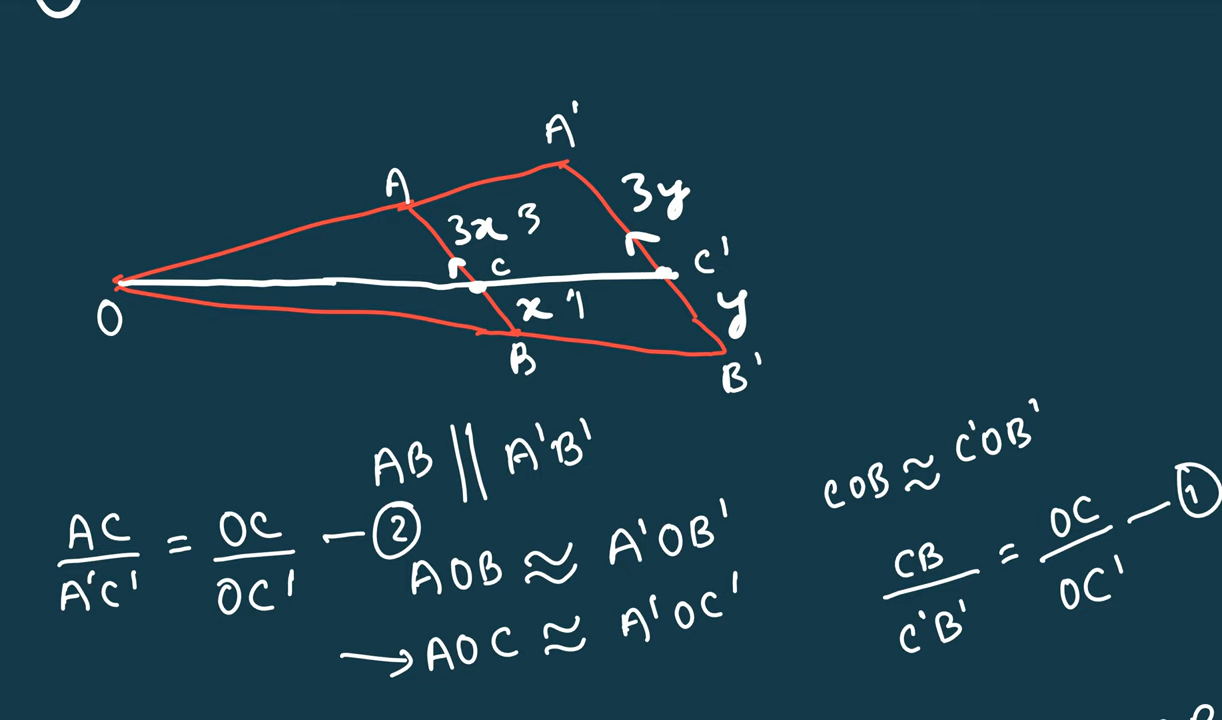 A'
A
3y
3x 3
C
C'
x 1
y
O
B
B'
AB || A'B'
COB ≈ C'OB'
AC/A'C' = OC/OC' — ②
AOB ≈ A'OB'
CB/C'B' = OC/OC' — ①
→ AOC ≈ A'OC'